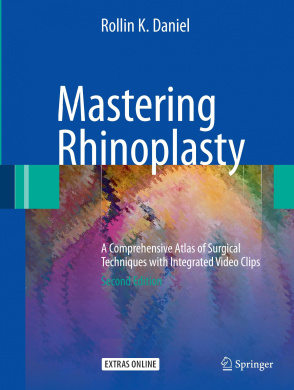 Rollin K. Daniel
Mastering
Rhinoplasty
A Comprehensive Atlas of Surgical
Techniques with Integrated Video Clips
Second Edition
EXTRAS ONLINE
Springer